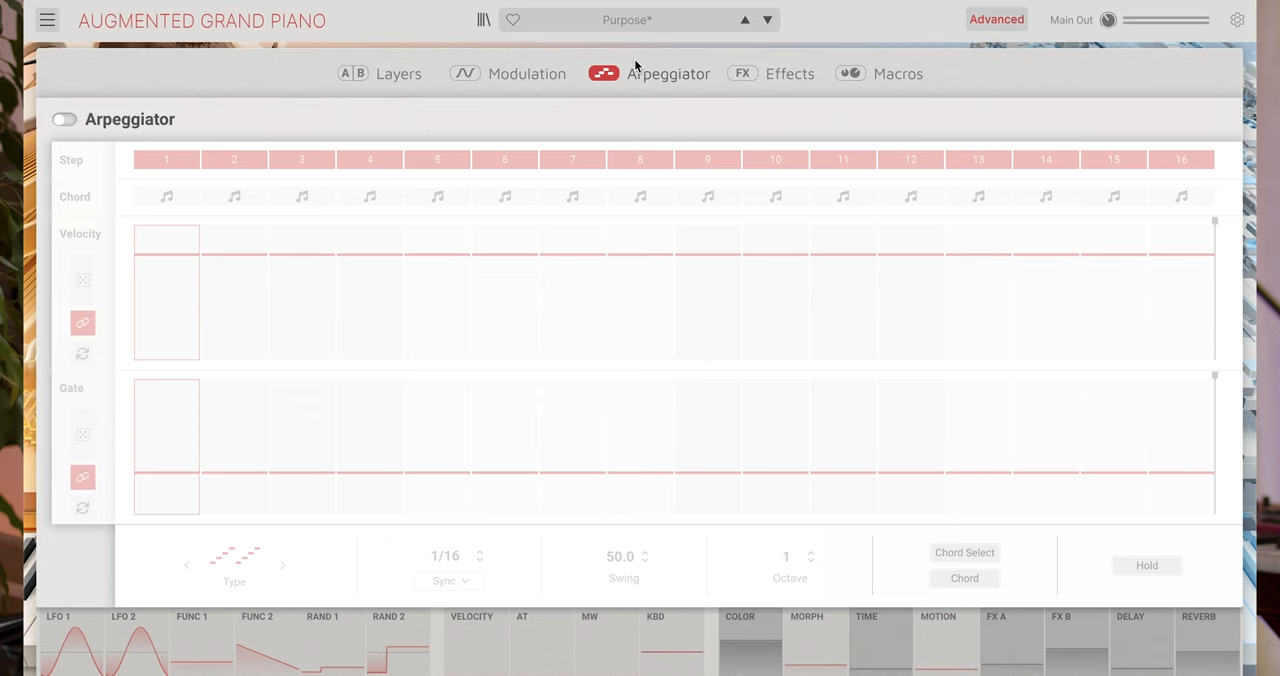 AUGMENTED GRAND PIANO
Purpose*
Advanced
Main Out
A|B Layers
Modulation
Arpeggiator
FX Effects
Macros
Arpeggiator
Step 1 2 3 4 5 6 7 8 9 10 11 12 13 14 15 16
Chord
Velocity
Gate
1/16 50.0 1 Chord Select
Type Sync Swing Octave Chord Hold
LFO 1 LFO 2 FUNC 1 FUNC 2 RAND 1 RAND 2 VELOCITY AT MW KBD COLOR MORPH TIME MOTION FX A FX B DELAY REVERB